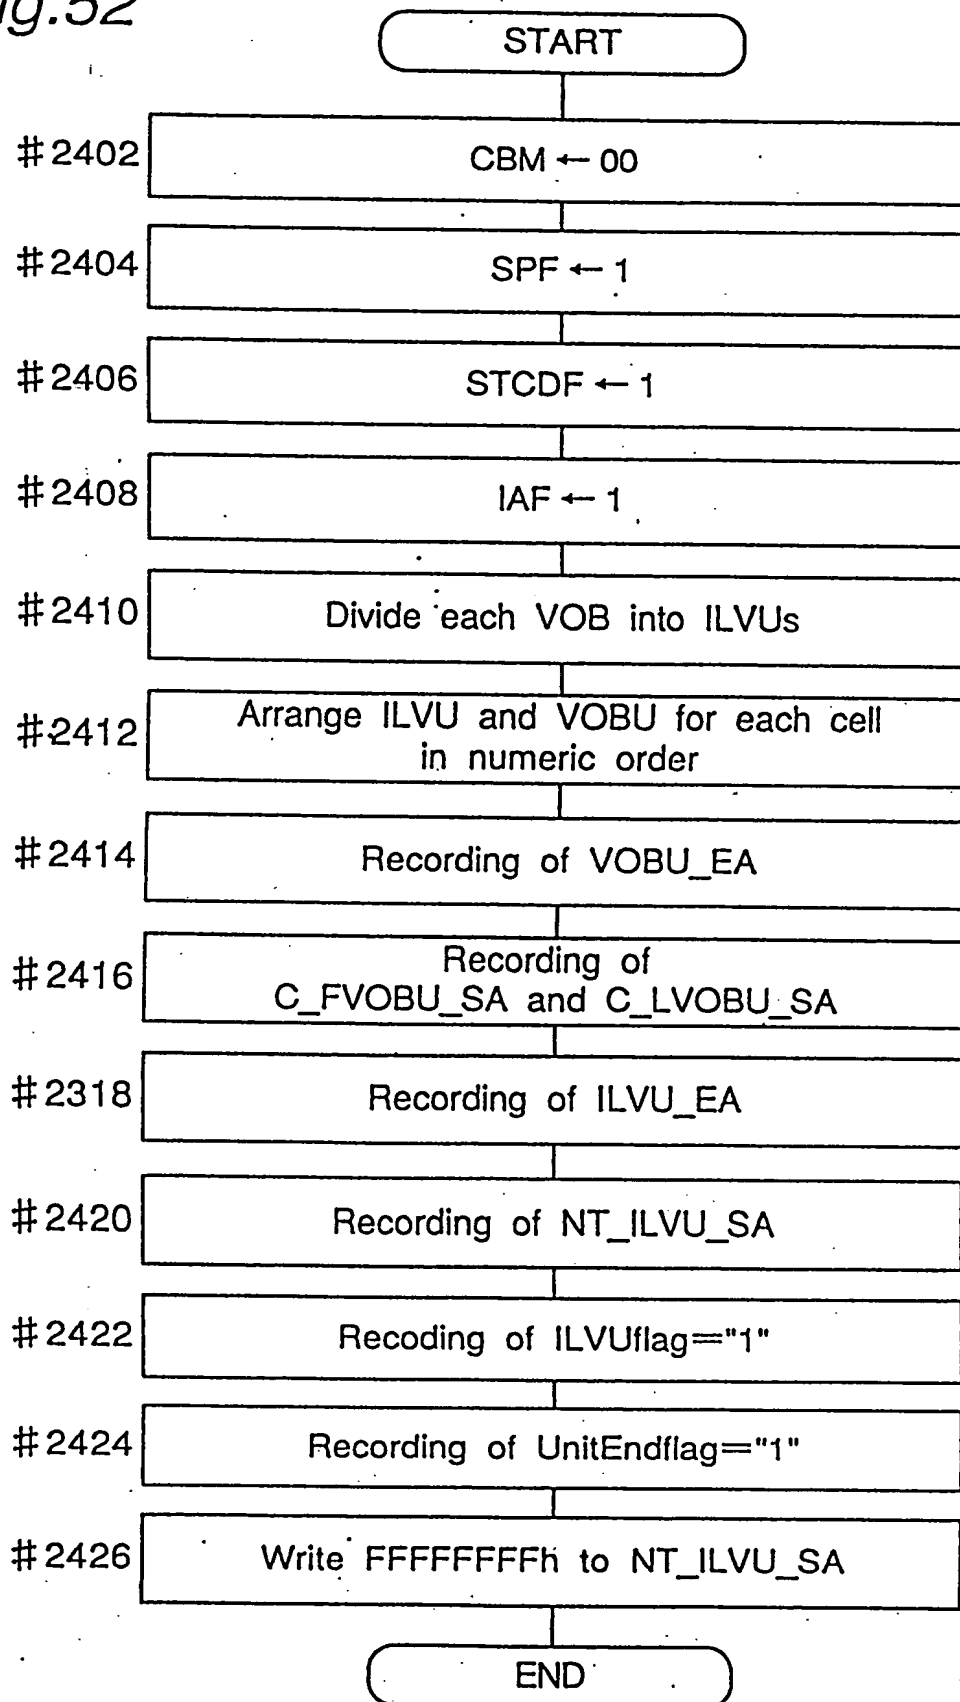 ig.52
START
#2402 CBM ← 00
#2404 SPF ← 1
#2406 STCDF ← 1
#2408 IAF ← 1
#2410 Divide each VOB into ILVUs
#2412 Arrange ILVU and VOBU for each cell
in numeric order
#2414 Recording of VOBU_EA
#2416 Recording of
C_FVOBU_SA and C_LVOBU_SA
#2318 Recording of ILVU_EA
#2420 Recording of NT_ILVU_SA
#2422 Recoding of ILVUflag="1"
#2424 Recording of UnitEndflag="1"
#2426 Write FFFFFFFFh to NT_ILVU_SA
END